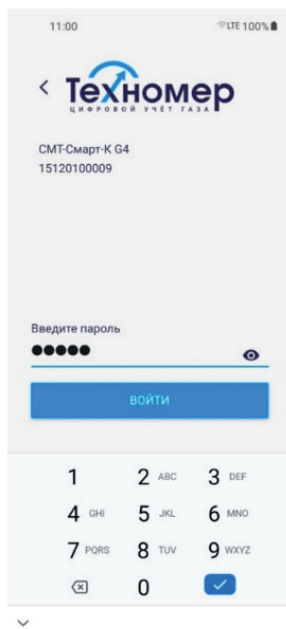 11:00 LTE 100%
Техномер
ЦИФРОВОЙ УЧЁТ ГАЗА
СМТ-Смарт-К G4
15120100009
Введите пароль
ВОЙТИ
1 2 ABC 3 DEF
4 GHI 5 JKL 6 MNO
7 PQRS 8 TUV 9 WXYZ
0